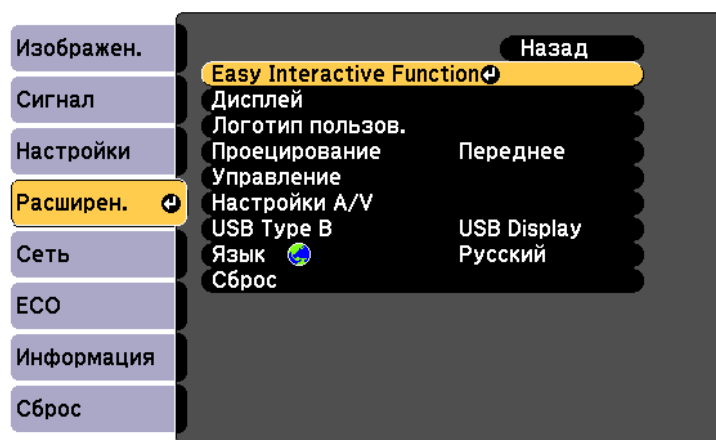 Изображен.
Сигнал
Настройки
Расширен.
Сеть
ECO
Информация
Сброс
Назад
Easy Interactive Function
Дисплей
Логотип пользов.
Проецирование Переднее
Управление
Настройки A/V
USB Type B USB Display
Язык Русский
Сброс